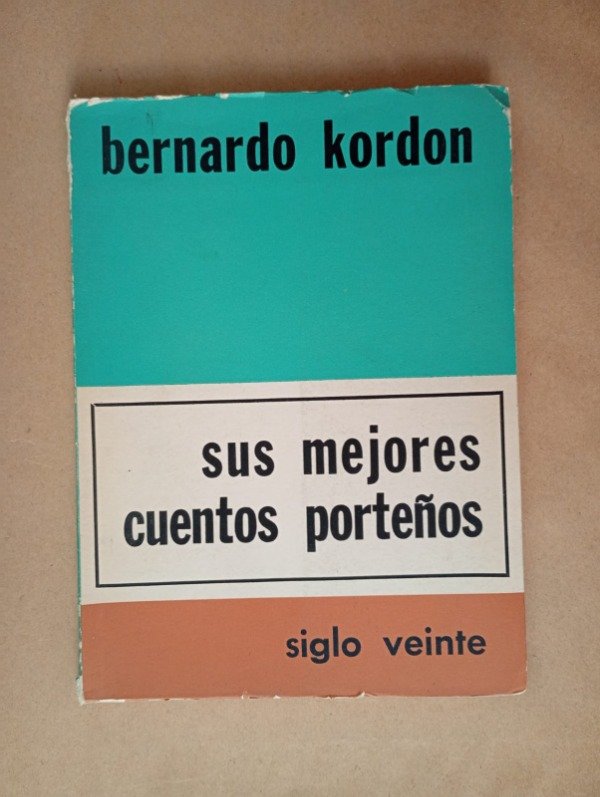 bernardo kordon
sus mejores
cuentos porteños
siglo veinte